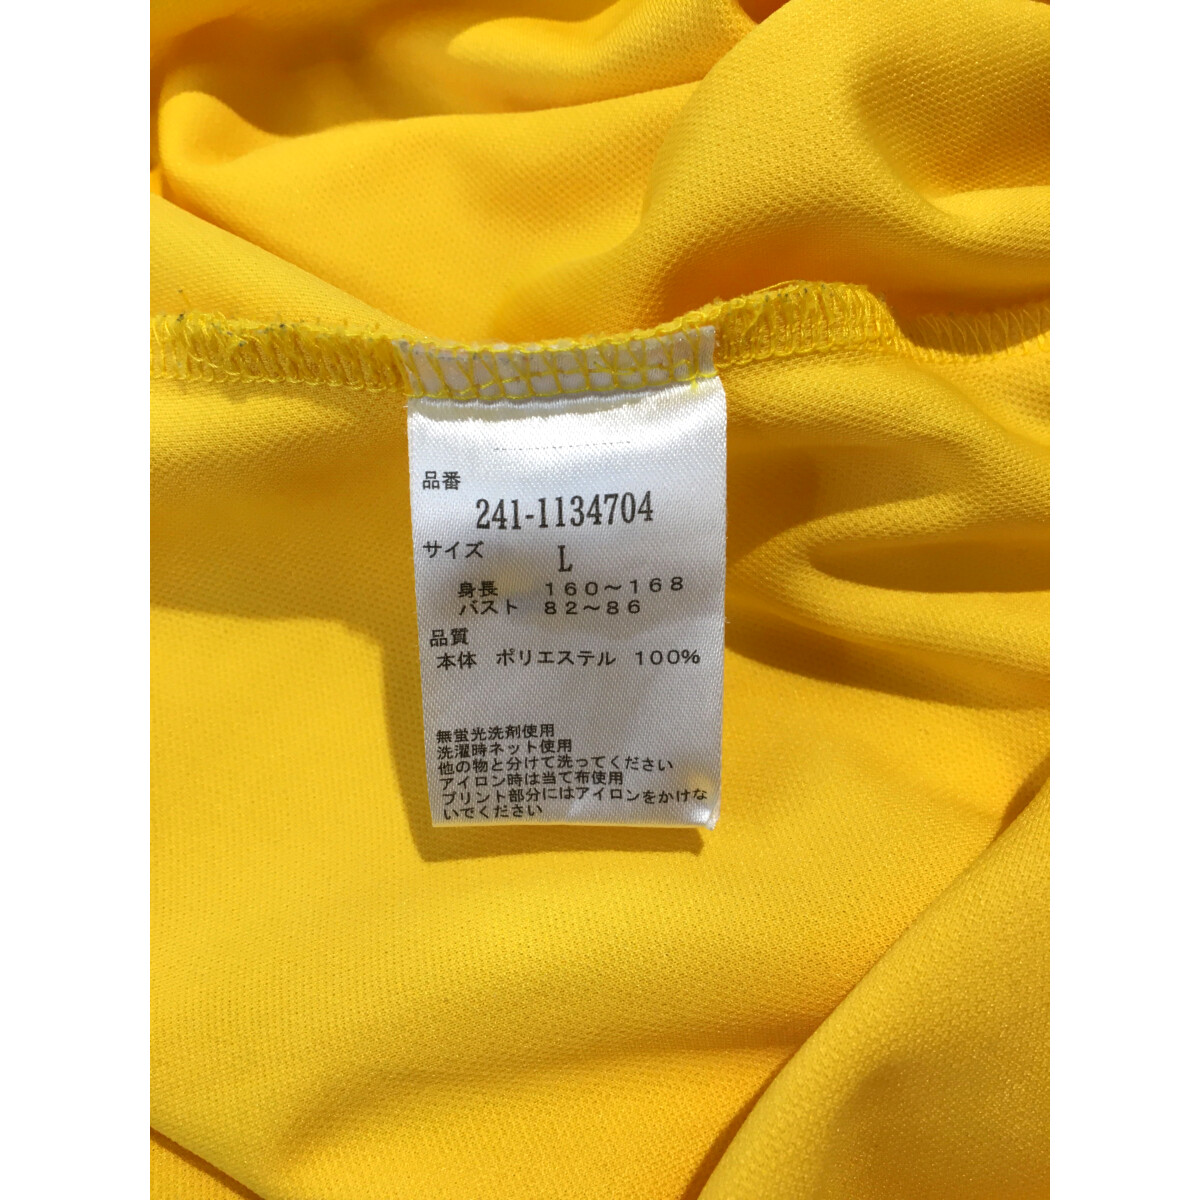 品番
241-1134704
サイズ L
身長 160～168
バスト 82～86
品質
本体 ポリエステル 100%
無蛍光洗剤使用
洗濯時ネット使用
他の物と分けて洗ってください
アイロン時は当て布使用
プリント部分にはアイロンをかけな
いでください